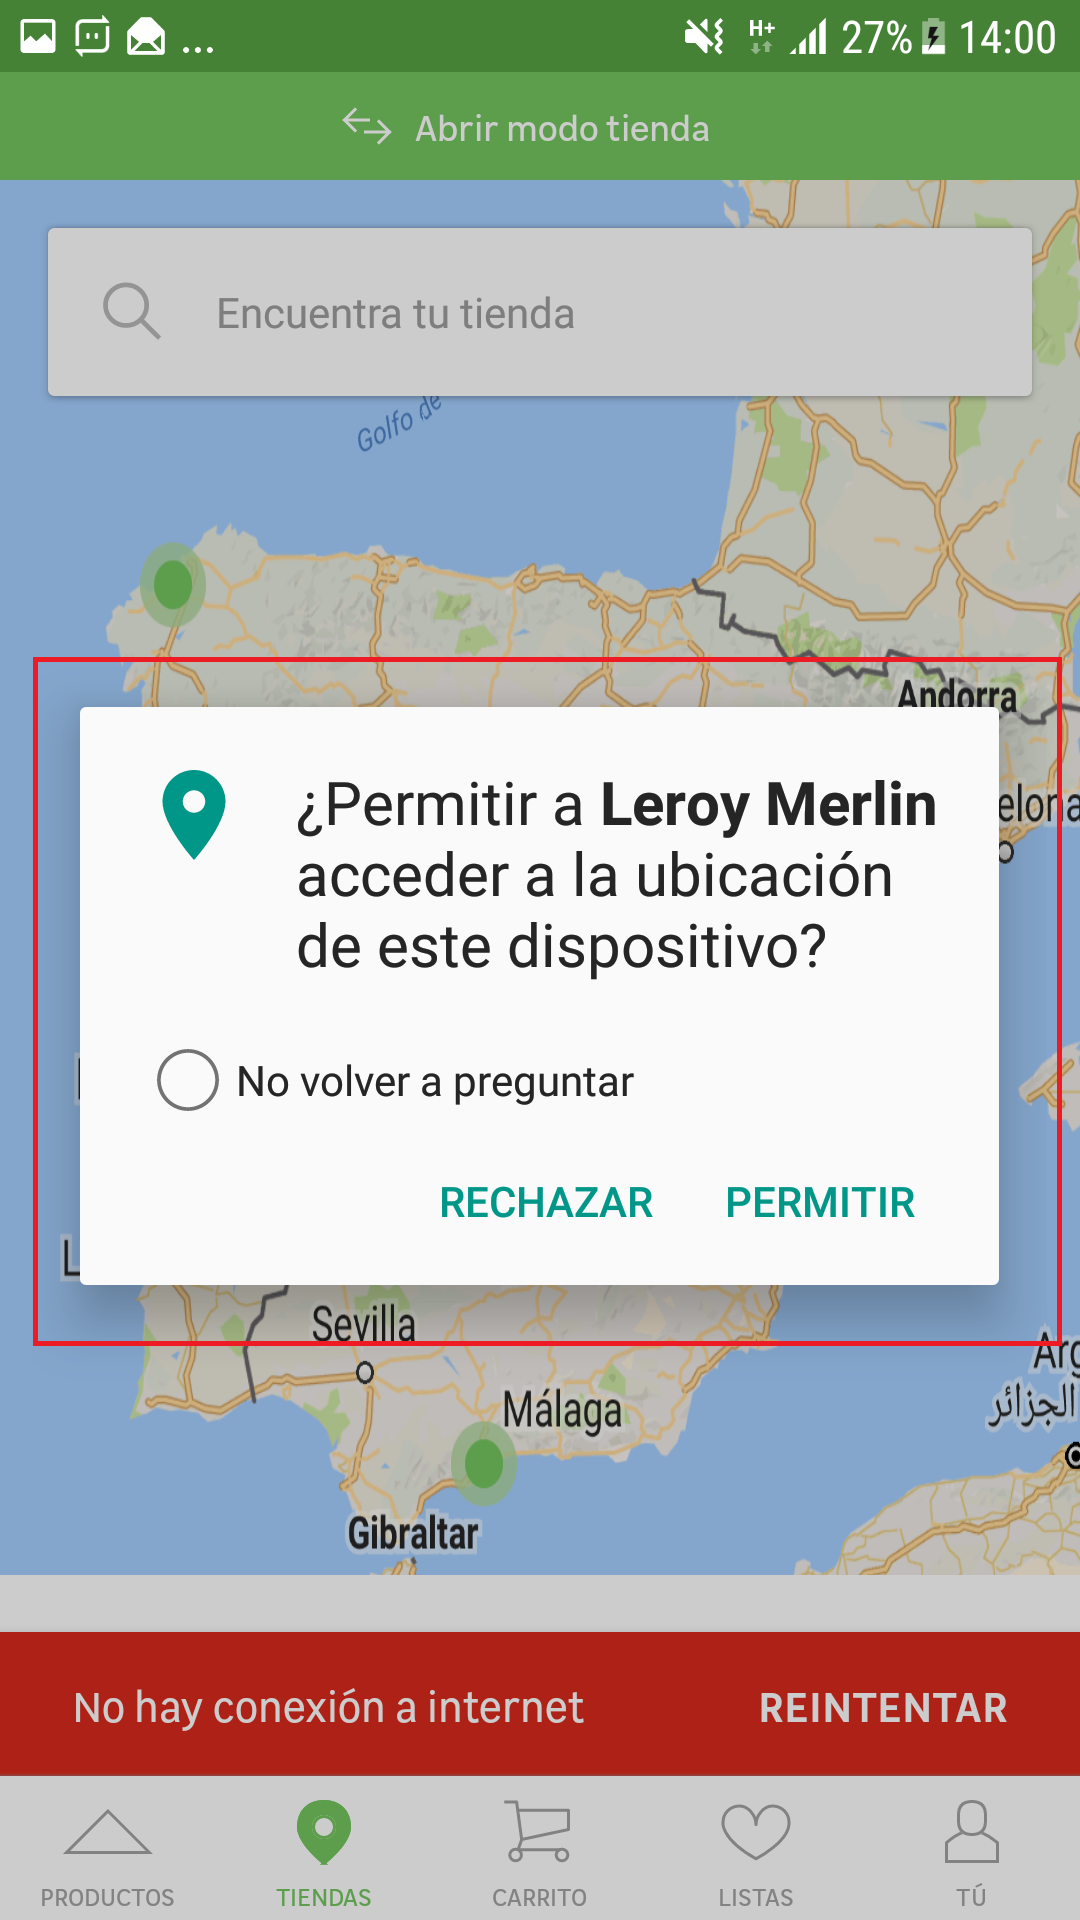 ... H+ 27% 14:00
Abrir modo tienda
Encuentra tu tienda
Golfo de
Andorra
¿Permitir a Leroy Merlin
acceder a la ubicación
de este dispositivo?
elona
No volver a preguntar
RECHAZAR PERMITIR
L
Sevilla
Arg
الجزائر
Málaga
Gibraltar
No hay conexión a internet REINTENTAR
PRODUCTOS TIENDAS CARRITO LISTAS TÚ